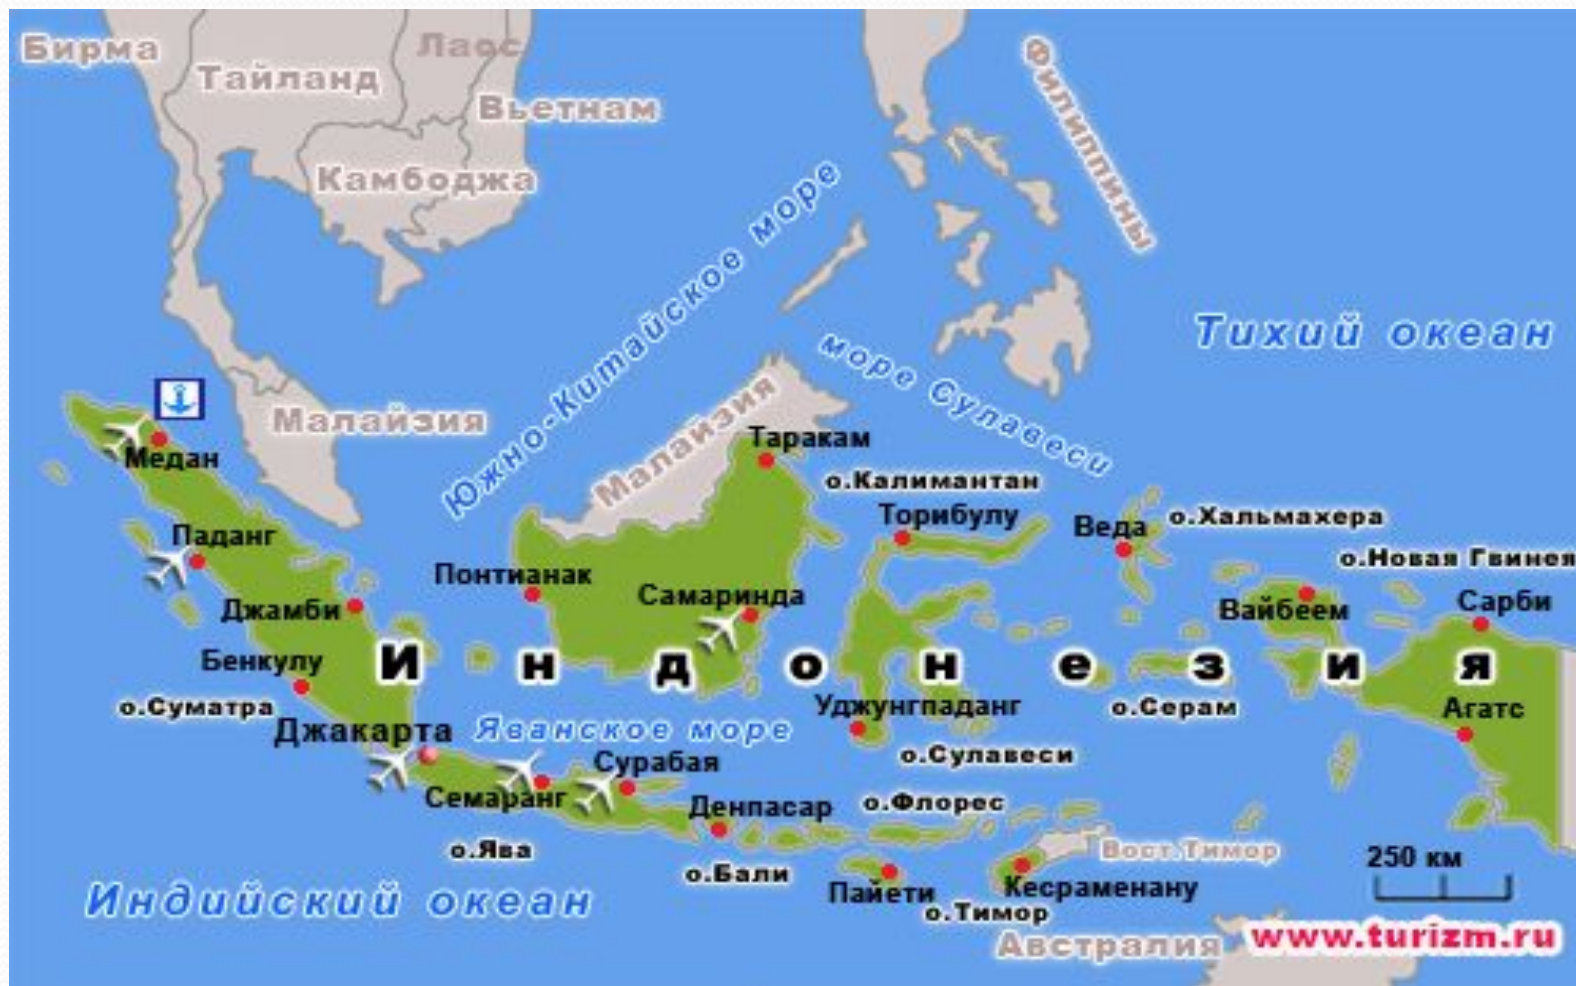 Бирма
Лаос
Тайланд
Вьетнам
Камбоджа
Филиппины
Южно-Китайское море
Тихий океан
море Сулавеси
Малайзия
Малайзия
Медан
Таракам
о.Калимантан
Торибулу
Веда
о.Хальмахера
Паданг
о.Новая Гвинея
Понтианак
Самаринда
Вайбеем
Сарби
Джамби
Бенкулу
Индонезия
о.Суматра
Уджунгпаданг
о.Серам
Агатс
Джакарта
Яванское море
о.Сулавеси
Сурабая
Семаранг
Денпасар
о.Флорес
о.Ява
Вост.Тимор
250 км
о.Бали
Пайети
Кесраменану
Индийский океан
о.Тимор
Австралия
www.turizm.ru